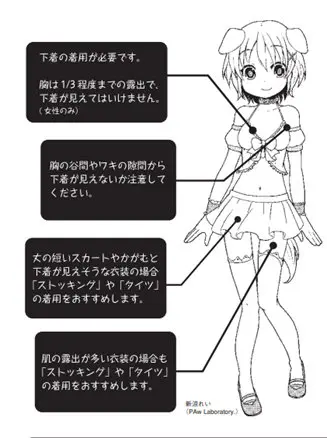 下着の着用が必要です。
胸は1/3程度までの露出で、
下着が見えてはいけません。
（女性のみ）
胸の谷間やワキの隙間から
下着が見えないか注意して
ください。
丈の短いスカートやかがむと
下着が見えそうな衣装の場合
「ストッキング」や「タイツ」
の着用をおすすめします。
肌の露出が多い衣装の場合も
「ストッキング」や「タイツ」
の着用をおすすめします。
新混れい
（PAw Laboratory.）